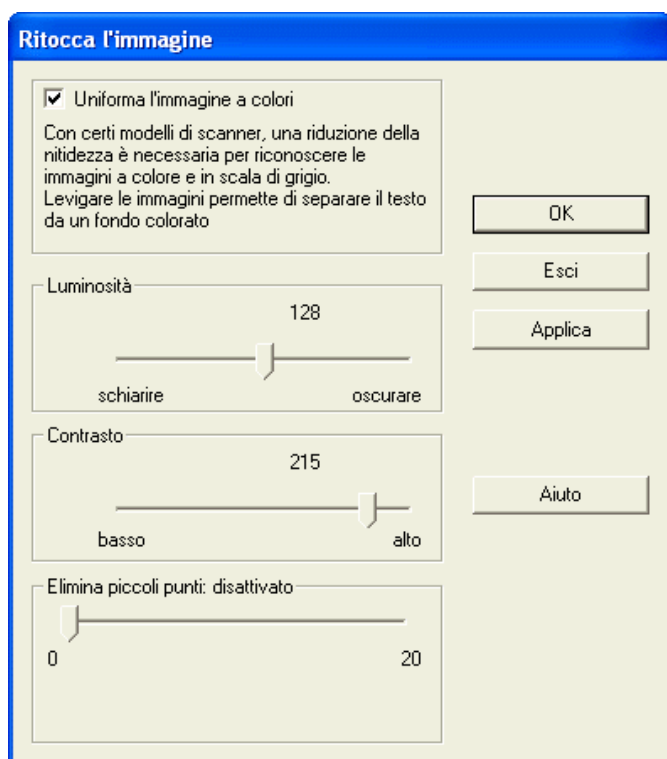 Ritocca l'immagine
Uniforma l'immagine a colori
Con certi modelli di scanner, una riduzione della
nitidezza è necessaria per riconoscere le
immagini a colore e in scala di grigio.
Levigare le immagini permette di separare il testo
da un fondo colorato
OK
Esci
Applica
Aiuto
Luminosità
128
schiarire oscurare
Contrasto
215
basso alto
Elimina piccoli punti: disattivato
0 20